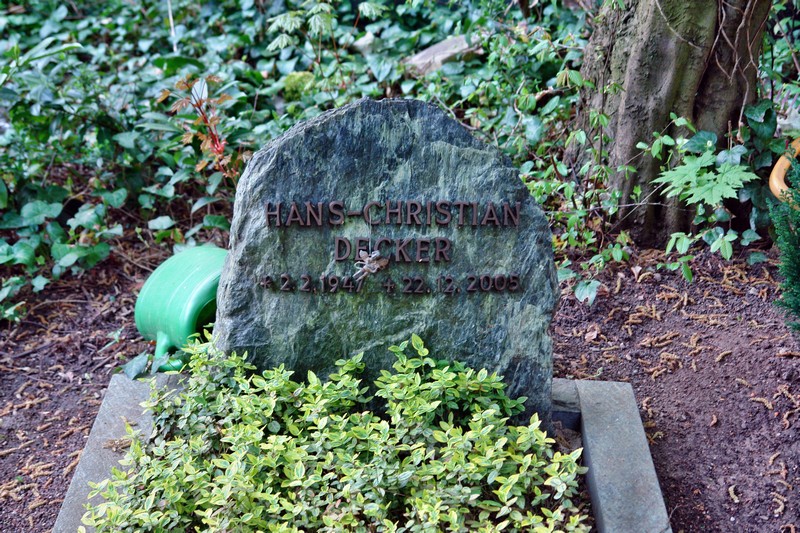 HANS-CHRISTIAN
DECKER
* 2.2.1947 + 22.12.2005